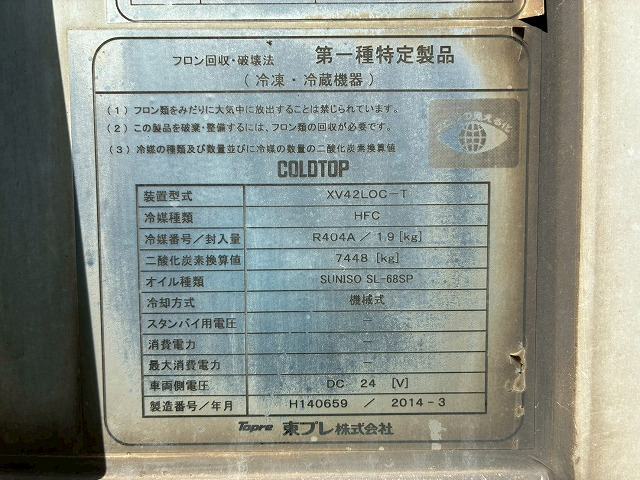 フロン回収・破壊法 第一種特定製品
（冷凍・冷蔵機器）
（1）フロン類をみだりに大気中に放出することは禁じられています。
（2）この製品を破棄・整備するには、フロン類の回収が必要です。
（3）冷媒の種類及び数量並びに冷媒の数量の二酸化炭素換算値
の見える化
COLDTOP
装置型式 XV42LOC-T
冷媒種類 HFC
冷媒番号／封入量 R404A ／ 1.9 [kg]
二酸化炭素換算値 7448 [kg]
オイル種類 SUNISO SL-68SP
冷却方式 機械式
スタンバイ用電圧 －
消費電力 －
最大消費電力 －
車両側電圧 DC 24 [V]
製造番号／年月 H140659 ／ 2014-3
Topre 東プレ株式会社